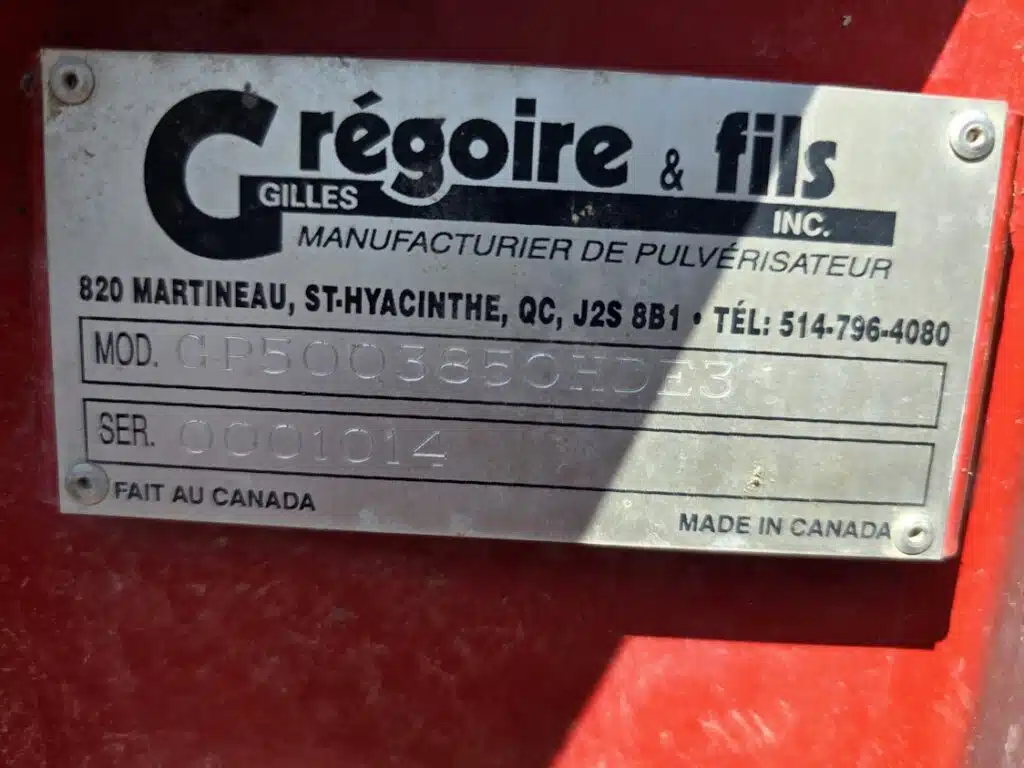 Grégoire & fils
GILLES INC.
MANUFACTURIER DE PULVÉRISATEUR
820 MARTINEAU, ST-HYACINTHE, QC, J2S 8B1 • TÉL: 514-796-4080
MOD. GP5003850HDE3
SER. 0001014
FAIT AU CANADA MADE IN CANADA